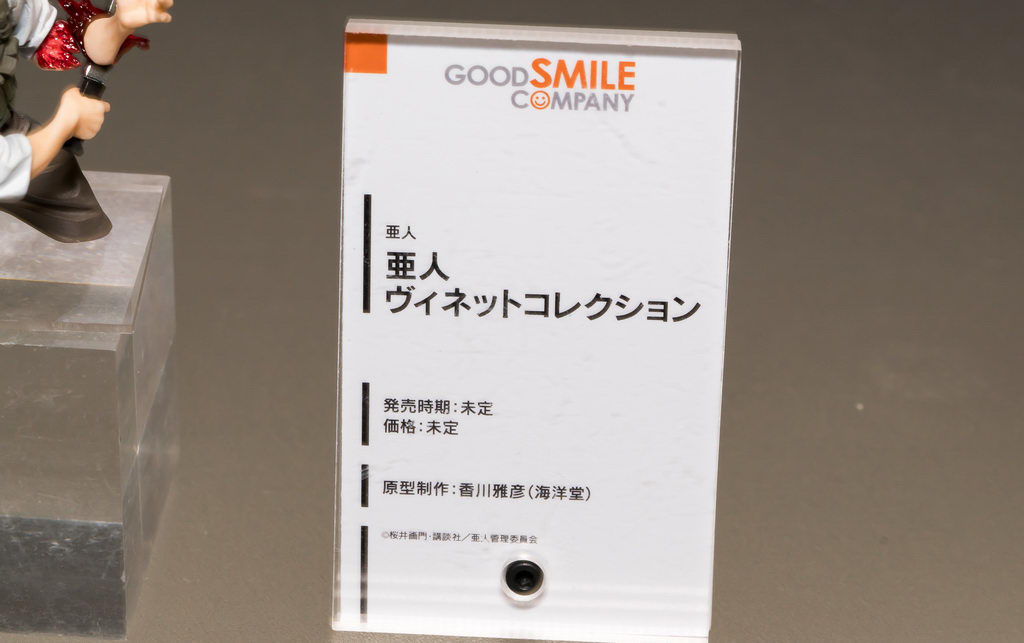 GOOD SMILE
COMPANY
亜人
亜人
ヴィネットコレクション
発売時期:未定
価格:未定
原型制作:香川雅彦(海洋堂)
©桜井画門・講談社/亜人管理委員会